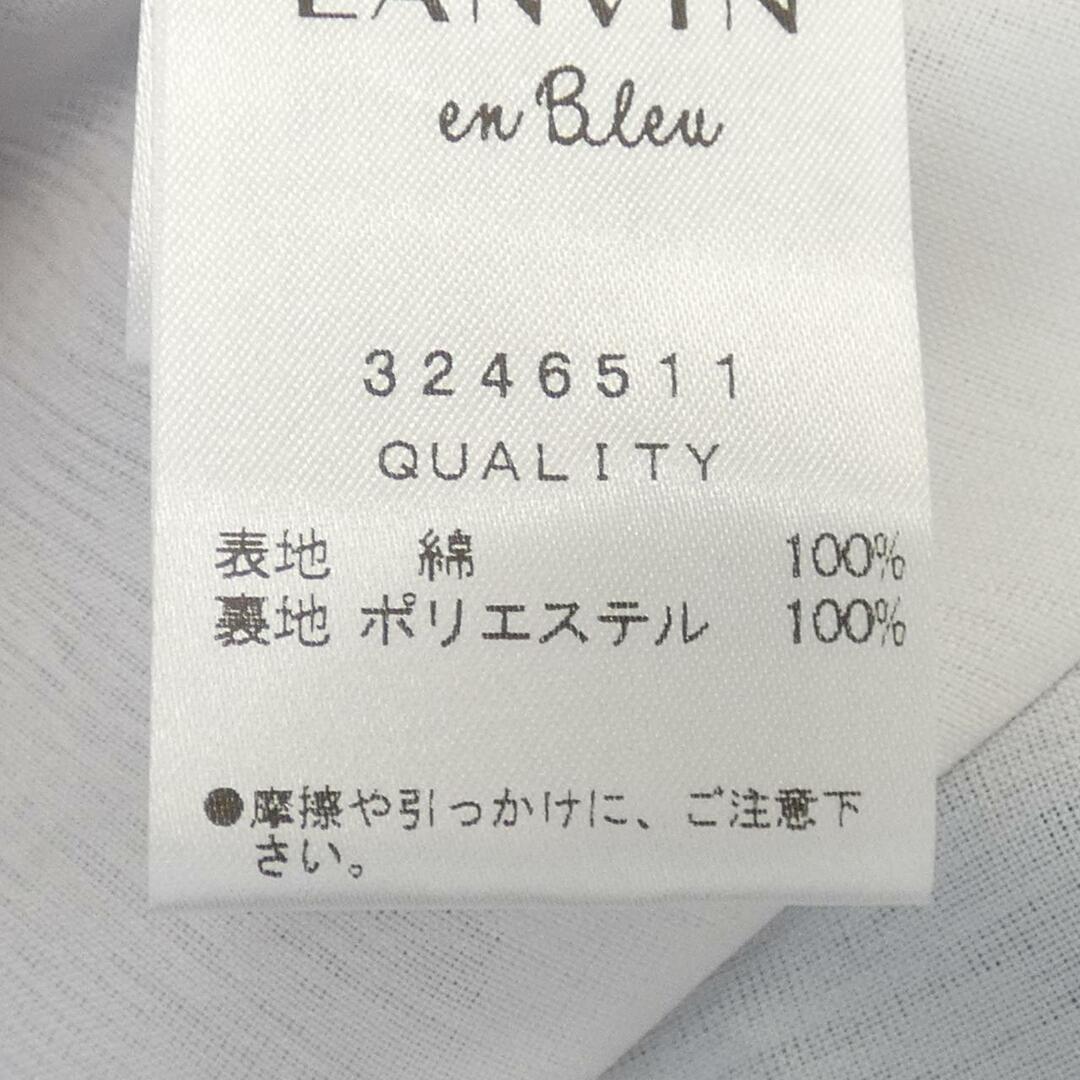 LANVIN
en Bleu
3246511
QUALITY
表地 綿 100%
裏地 ポリエステル 100%
●摩擦や引っかけに、ご注意下
さい。